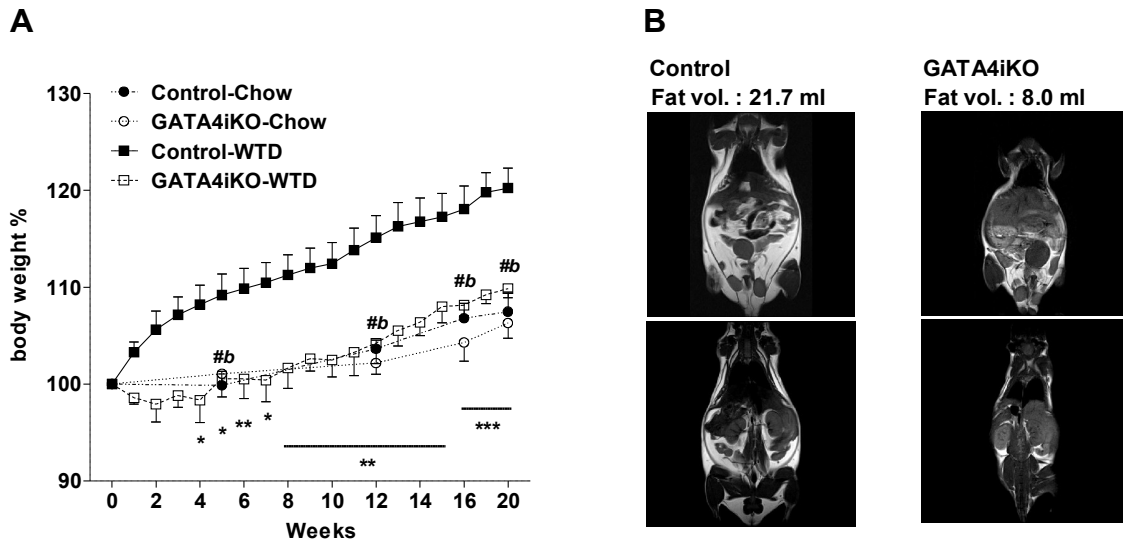 A
B
Control
Fat vol. : 21.7 ml
GATA4iKO
Fat vol. : 8.0 ml
Control-Chow
GATA4iKO-Chow
Control-WTD
GATA4iKO-WTD
130
120
110
100
90
body weight %
#b
#b
#b
#b
*
*
**
*
**
***
0 2 4 6 8 10 12 14 16 20
Weeks